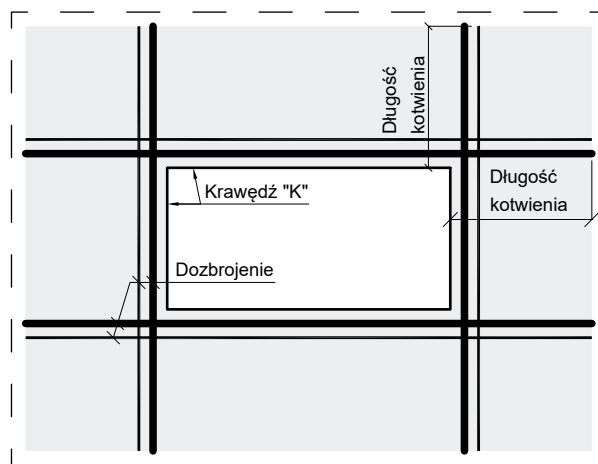 Długość
kotwienia
Długość
kotwienia
Krawędź "K"
Dozbrojenie